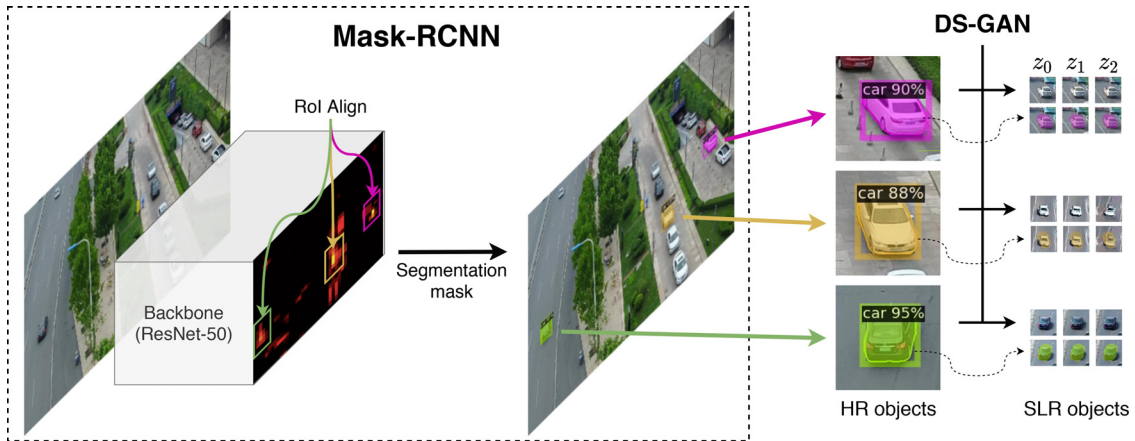 Mask-RCNN
DS-GAN
RoI Align
Backbone
(ResNet-50)
Segmentation
mask
car 90%
car 88%
car 95%
z0 z1 z2
HR objects
SLR objects